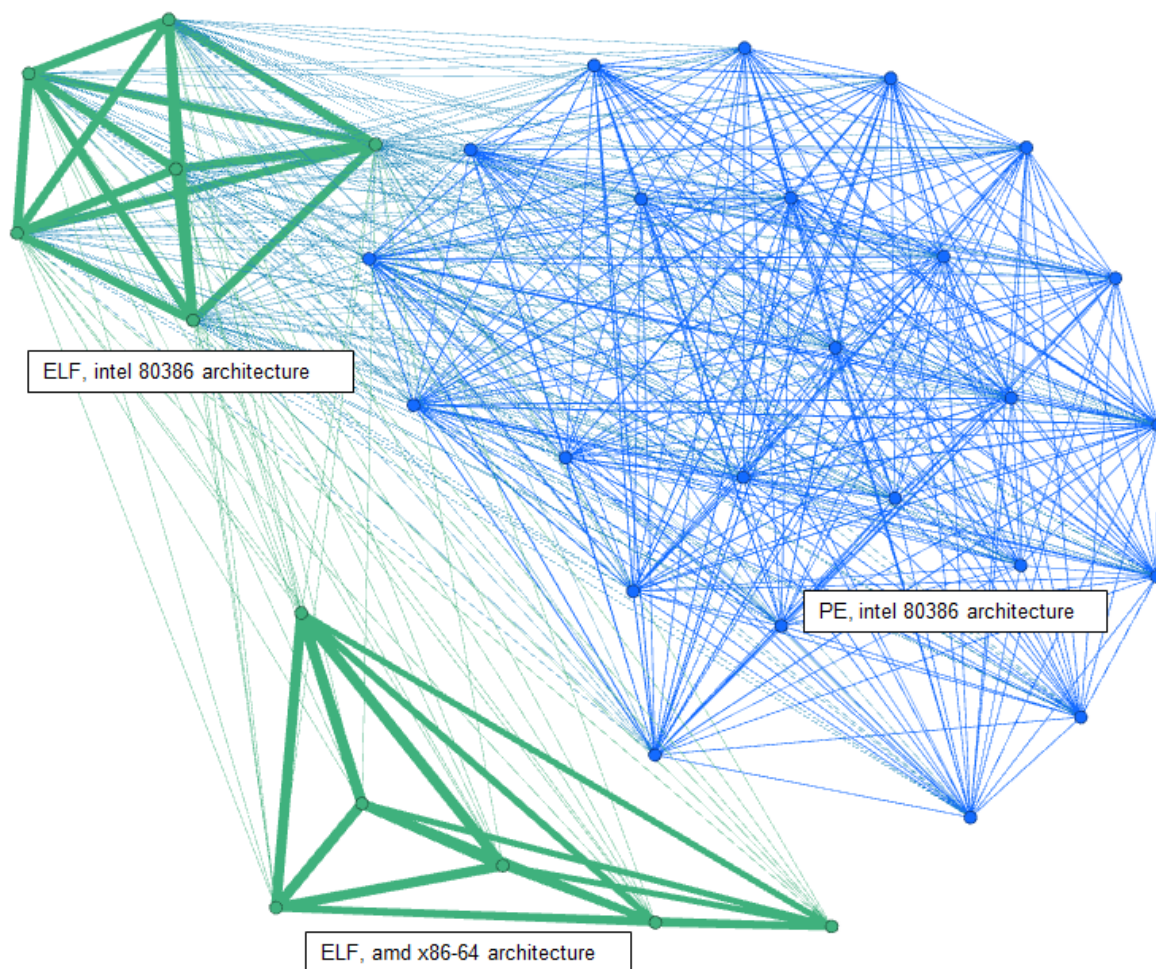 ELF, intel 80386 architecture
PE, intel 80386 architecture
ELF, amd x86-64 architecture